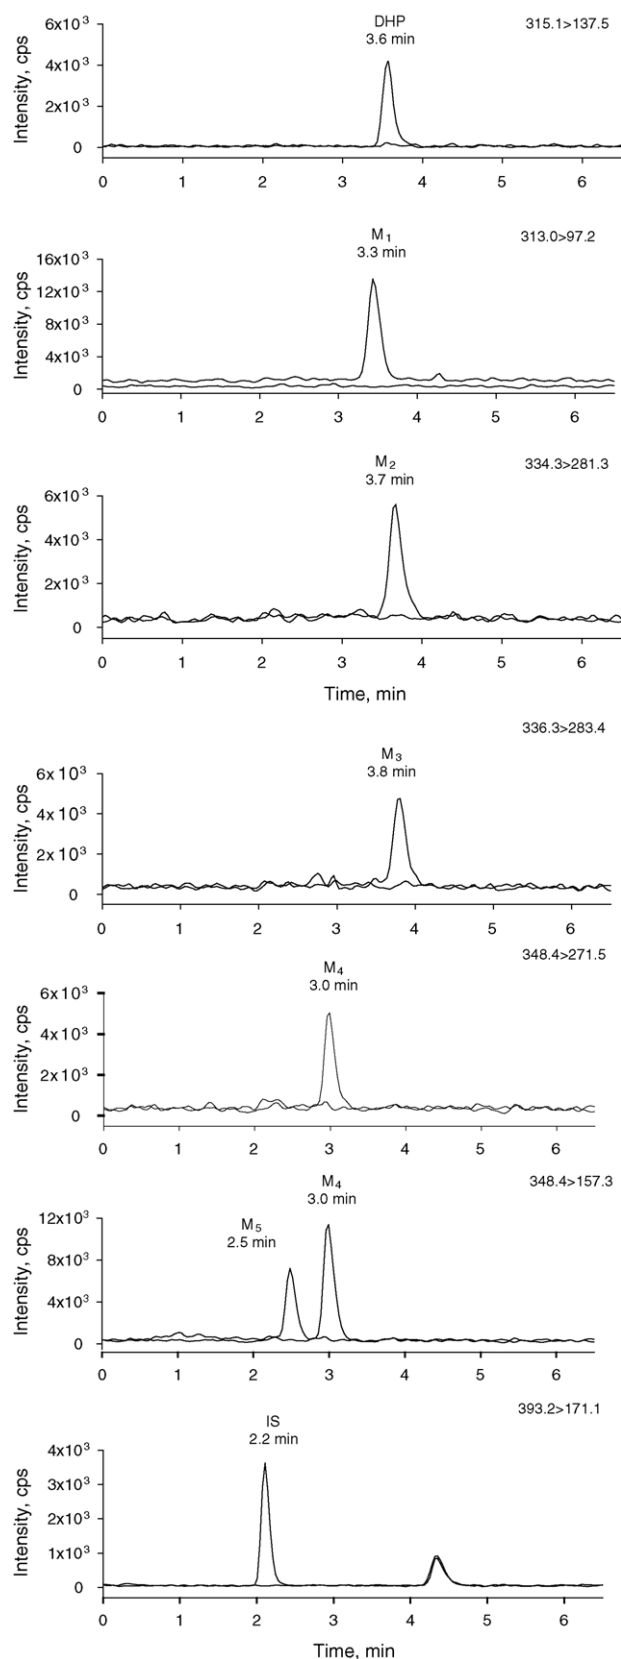 DHP
3.6 min
315.1>137.5
Intensity, cps
6x10³
4x10³
2x10³
0
0 1 2 3 4 5 6
M₁
3.3 min
313.0>97.2
Intensity, cps
16x10³
12x10³
8x10³
4x10³
0
0 1 2 3 4 5 6
M₂
3.7 min
334.3>281.3
Intensity, cps
6x10³
4x10³
2x10³
0
0 1 2 3 4 5 6
Time, min
336.3>283.4
M₃
3.8 min
Intensity, cps
6x 10³
4x 10³
2x10³
0
0 1 2 3 4 5 6
348.4>271.5
M₄
3.0 min
Intensity, cps
6x10³
4x10³
2x10³
0
0 1 2 3 4 5 6
M₄
3.0 min
348.4>157.3
M₅
2.5 min
Intensity, cps
12x10³
8x10³
4x10³
0
0 1 2 3 4 5 6
393.2>171.1
IS
2.2 min
Intensity, cps
4x10³
3x10³
2x10³
1x10³
0
0 1 2 3 4 5 6
Time, min